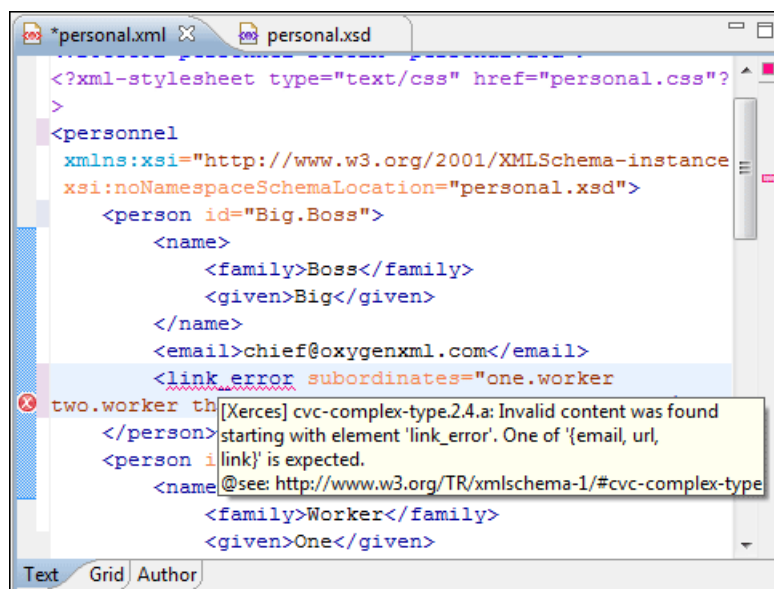 *personal.xml personal.xsd
<?xml-stylesheet type="text/css" href="personal.css"?
>
<personnel
xmlns:xsi="http://www.w3.org/2001/XMLSchema-instance
xsi:noNamespaceSchemaLocation="personal.xsd">
<person id="Big.Boss">
<name>
<family>Boss</family>
<given>Big</given>
</name>
<email>chief@oxygenxml.com</email>
<link_error subordinates="one.worker
two.worker th
[Xerces] cvc-complex-type.2.4.a: Invalid content was found
</person>
starting with element 'link_error'. One of '{email, url,
<person i
link}' is expected.
<name
@see: http://www.w3.org/TR/xmlschema-1/#cvc-complex-type
<family>Worker</family>
<given>One</given>
Text Grid Author